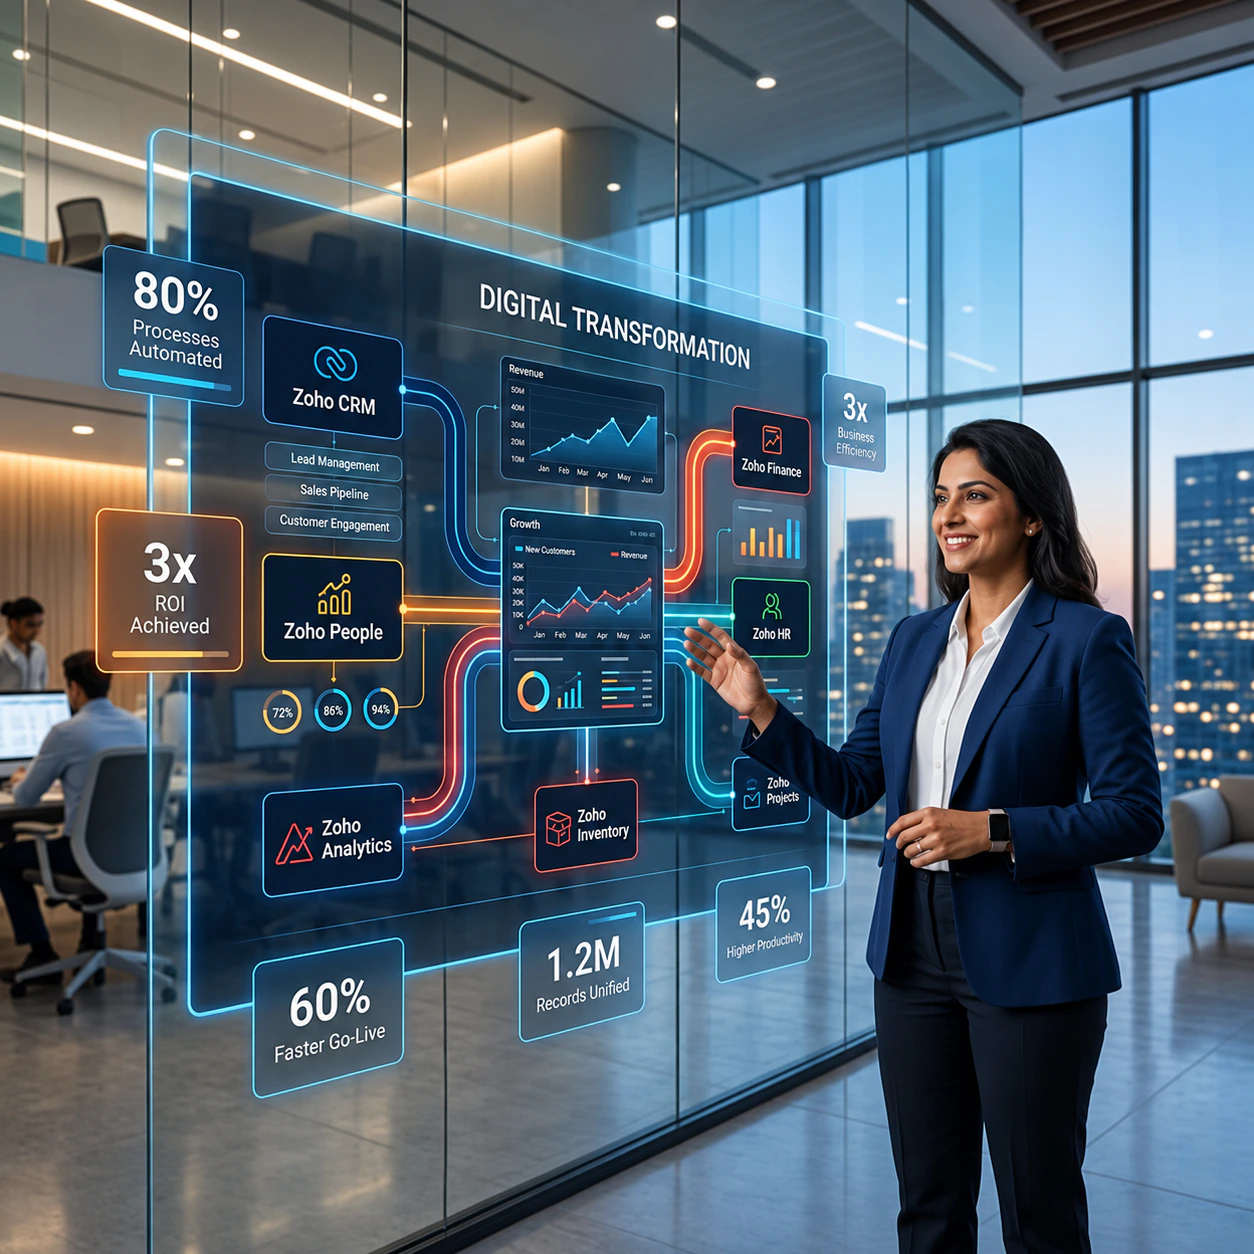 DIGITAL TRANSFORMATION
80%
Processes
Automated
3x
ROI
Achieved
Zoho CRM
Lead Management
Sales Pipeline
Customer Engagement
Zoho People
72%
86%
94%
Zoho
Analytics
Revenue
50M
40M
30M
20M
10M
Jan Feb Mar Apr May Jun
Growth
New Customers
Revenue
50K
40K
30K
20K
10K
0
Jan Feb Mar Apr May Jun
Zoho
Inventory
Zoho Finance
Zoho HR
Zoho
Projects
3x
Business
Efficiency
60%
Faster Go-Live
1.2M
Records Unified
45%
Higher Productivity